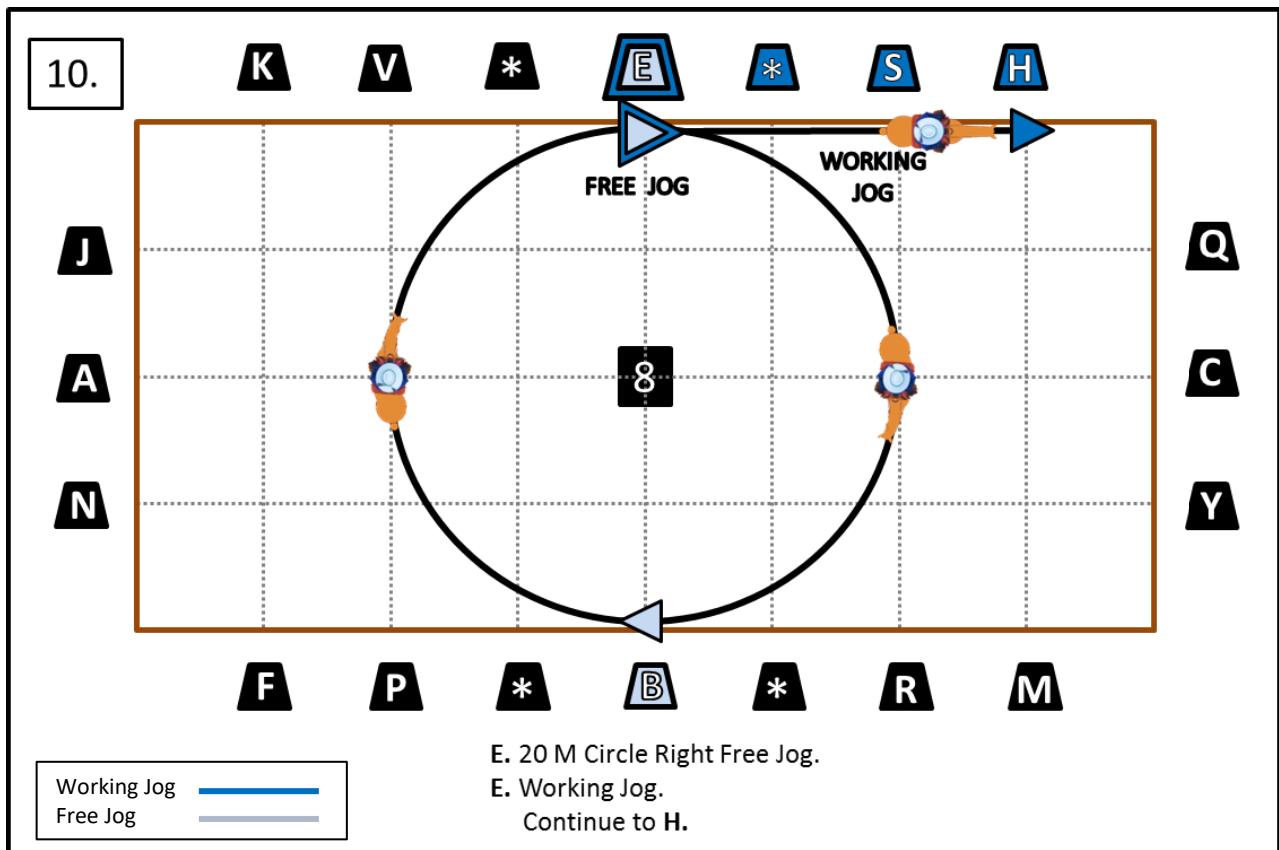 10.
K V * E * S H
FREE JOG
WORKING
JOG
J Q
A 8 C
N Y
F P * B * R M
E. 20 M Circle Right Free Jog.
E. Working Jog.
Continue to H.
Working Jog
Free Jog